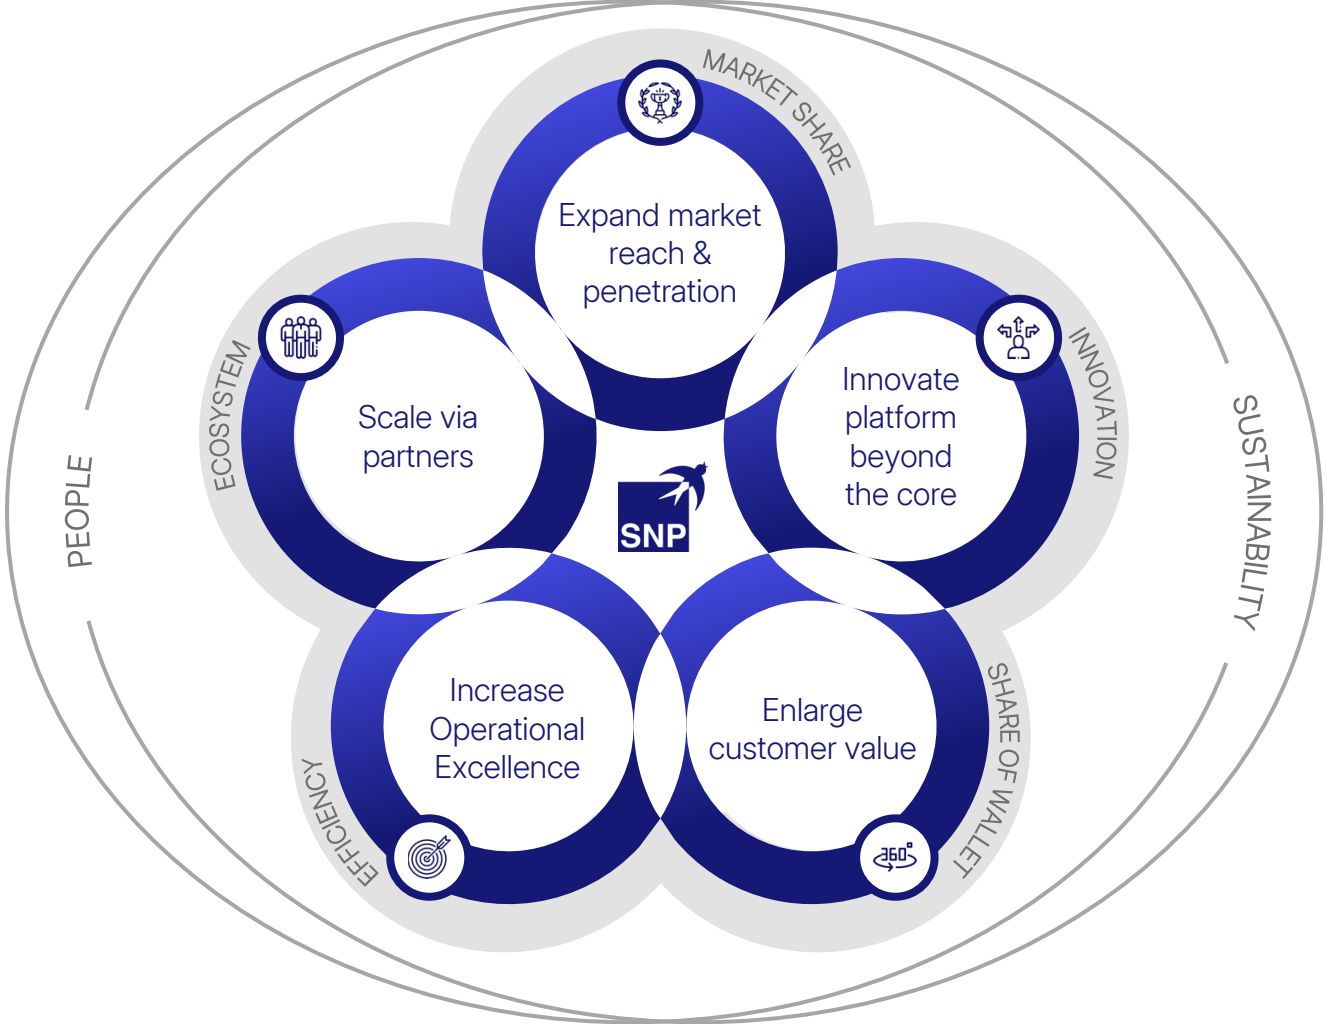 MARKET SHARE
Expand market
reach &
penetration
INNOVATION
Innovate
platform
beyond
the core
SHARE OF WALLET
Enlarge
customer value
360°
EFFICIENCY
Increase
Operational
Excellence
ECOSYSTEM
Scale via
partners
SNP
PEOPLE
SUSTAINABILITY